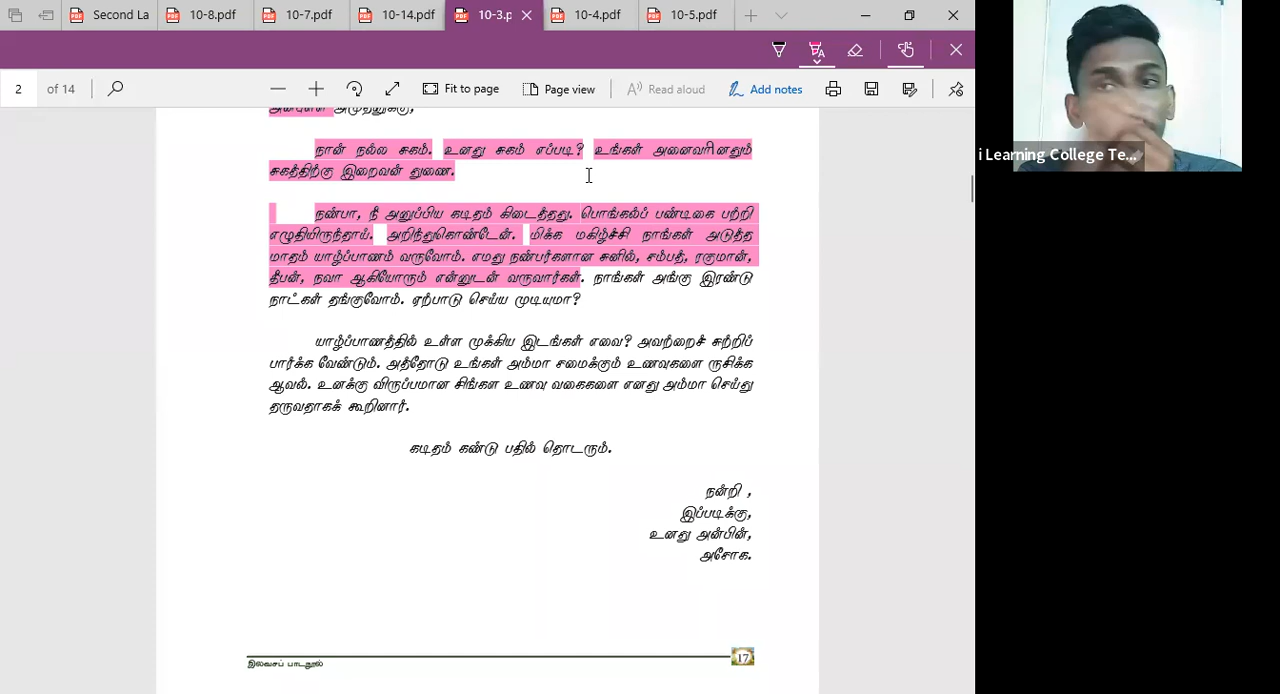 Second La
10-8.pdf
10-7.pdf
10-14.pdf
10-3.p
10-4.pdf
10-5.pdf
2 of 14
Fit to page
Page view
Read aloud
Add notes
அன்புள்ள அமுதனுக்கு,
நான் நல்ல சுகம். உனது சுகம் எப்படி? உங்கள் அனைவரினதும்
சுகத்திற்கு இறைவன் துணை.
நண்பா, நீ அனுப்பிய கடிதம் கிடைத்தது. பொங்கல்ப் பண்டிகை பற்றி
எழுதியிருந்தாய். அறிந்துகொண்டேன். மிக்க மகிழ்ச்சி நாங்கள் அடுத்த
மாதம் யாழ்ப்பாணம் வருவோம். எமது நண்பர்களான சுனில், சம்பத், ரகுமான்,
தீபன், நவா ஆகியோரும் என்னுடன் வருவார்கள். நாங்கள் அங்கு இரண்டு
நாட்கள் தங்குவோம். ஏற்பாடு செய்ய முடியுமா?
யாழ்ப்பாணத்தில் உள்ள முக்கிய இடங்கள் எவை? அவற்றைச் சுற்றிப்
பார்க்க வேண்டும். அத்தோடு உங்கள் அம்மா சமைக்கும் உணவுகளை ருசிக்க
ஆவல். உனக்கு விருப்பமான சிங்கள உணவு வகைகளை எனது அம்மா செய்து
தருவதாகக் கூறினார்.
கடிதம் கண்டு பதில் தொடரும்.
நன்றி ,
இப்படிக்கு,
உனது அன்பின்,
அசோக.
இலவசப் பாடநூல்
17
i Learning College Te...